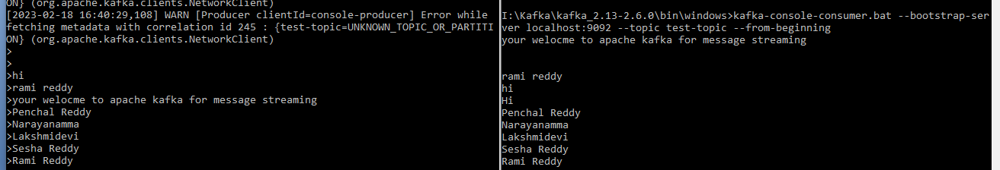 ON} (org.apache.kafka.clients.NetworkClient)
[2023-02-18 16:40:29,108] WARN [Producer clientId=console-producer] Error while
fetching metadata with correlation id 245 : {test-topic=UNKNOWN_TOPIC_OR_PARTITI
ON} (org.apache.kafka.clients.NetworkClient)
>
>
>hi
>rami reddy
>your welocme to apache kafka for message streaming
>Penchal Reddy
>Narayanamma
>Lakshmidevi
>Sesha Reddy
>Rami Reddy
I:\Kafka\kafka_2.13-2.6.0\bin\windows>kafka-console-consumer.bat --bootstrap-ser
ver localhost:9092 --topic test-topic --from-beginning
your welocme to apache kafka for message streaming
rami reddy
hi
Hi
Penchal Reddy
Narayanamma
Lakshmidevi
Sesha Reddy
Rami Reddy